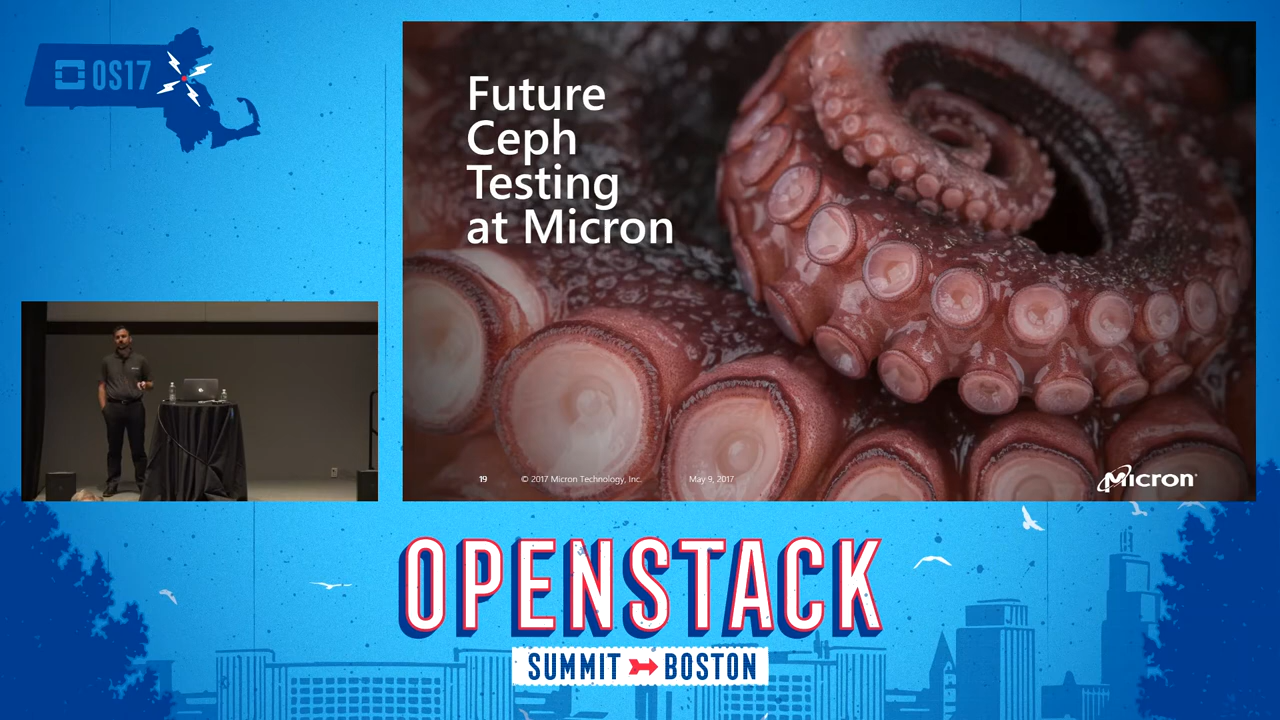 OS17
Future
Ceph
Testing
at Micron
19 © 2017 Micron Technology, Inc. May 9, 2017
Micron
OPENSTACK
SUMMIT BOSTON